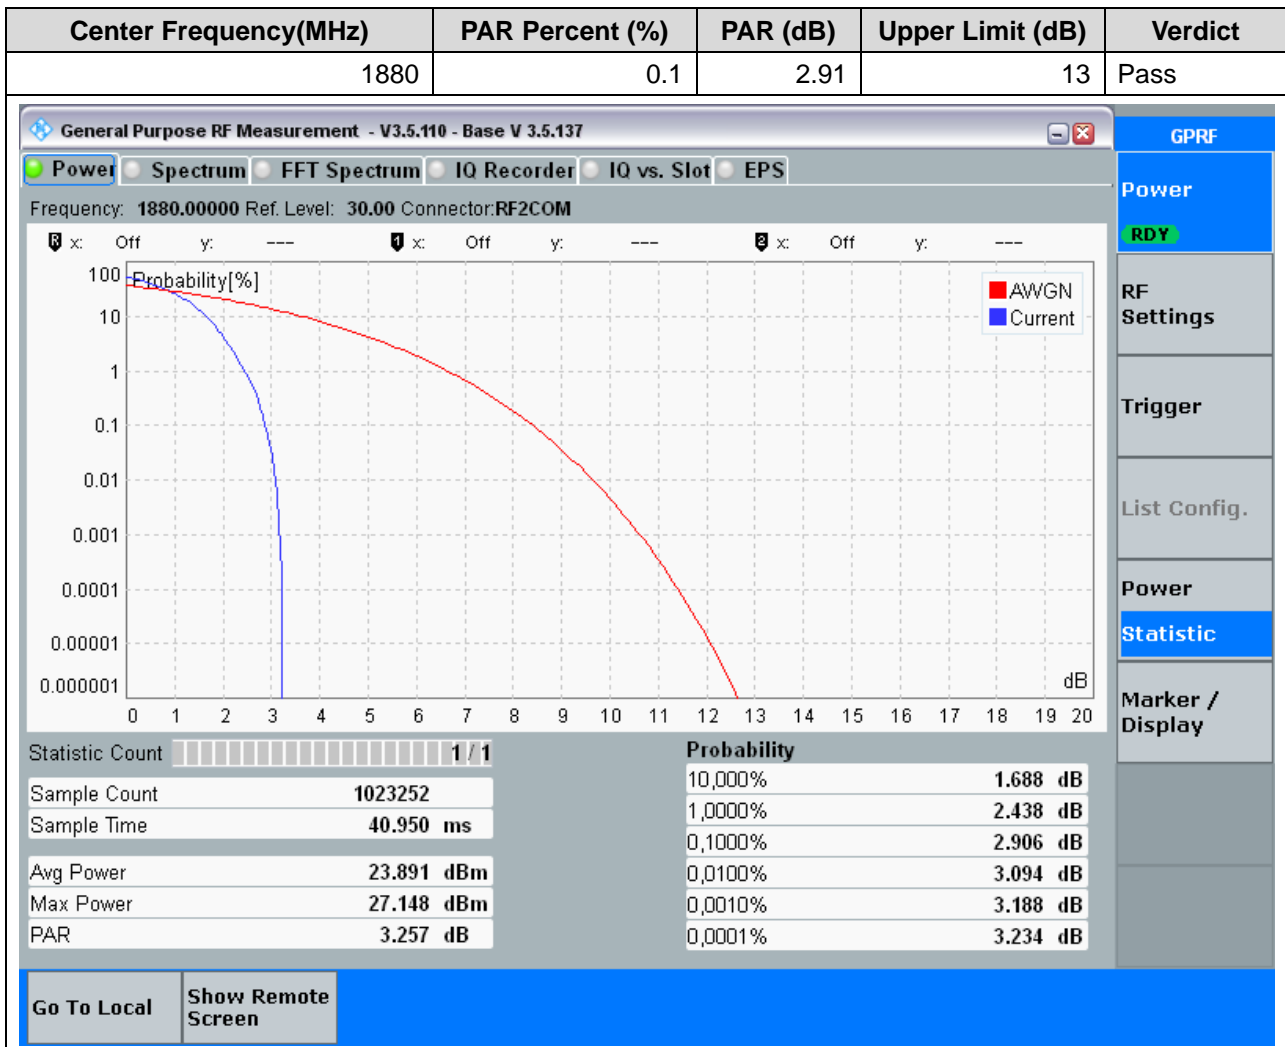 Center Frequency(MHz) PAR Percent (%) PAR (dB) Upper Limit (dB) Verdict
1880 0.1 2.91 13 Pass
General Purpose RF Measurement - V3.5.110 - Base V 3.5.137
GPRF
Power Spectrum FFT Spectrum IQ Recorder IQ vs. Slot EPS
Power
RDY
Frequency: 1880.00000 Ref. Level: 30.00 Connector:RF2COM
R x: Off y: --- 1 x: Off y: --- 2 x: Off y: ---
Probability[%]
AWGN
Current
100
10
1
0.1
0.01
0.001
0.0001
0.00001
0.000001
dB
0 1 2 3 4 5 6 7 8 9 10 11 12 13 14 15 16 17 18 19 20
RF
Settings
Trigger
List Config.
Power
Statistic
Marker /
Display
Statistic Count 1 / 1
Sample Count 1023252
Sample Time 40.950 ms
Avg Power 23.891 dBm
Max Power 27.148 dBm
PAR 3.257 dB
Probability
10,000% 1.688 dB
1,0000% 2.438 dB
0,1000% 2.906 dB
0,0100% 3.094 dB
0,0010% 3.188 dB
0,0001% 3.234 dB
Go To Local
Show Remote
Screen